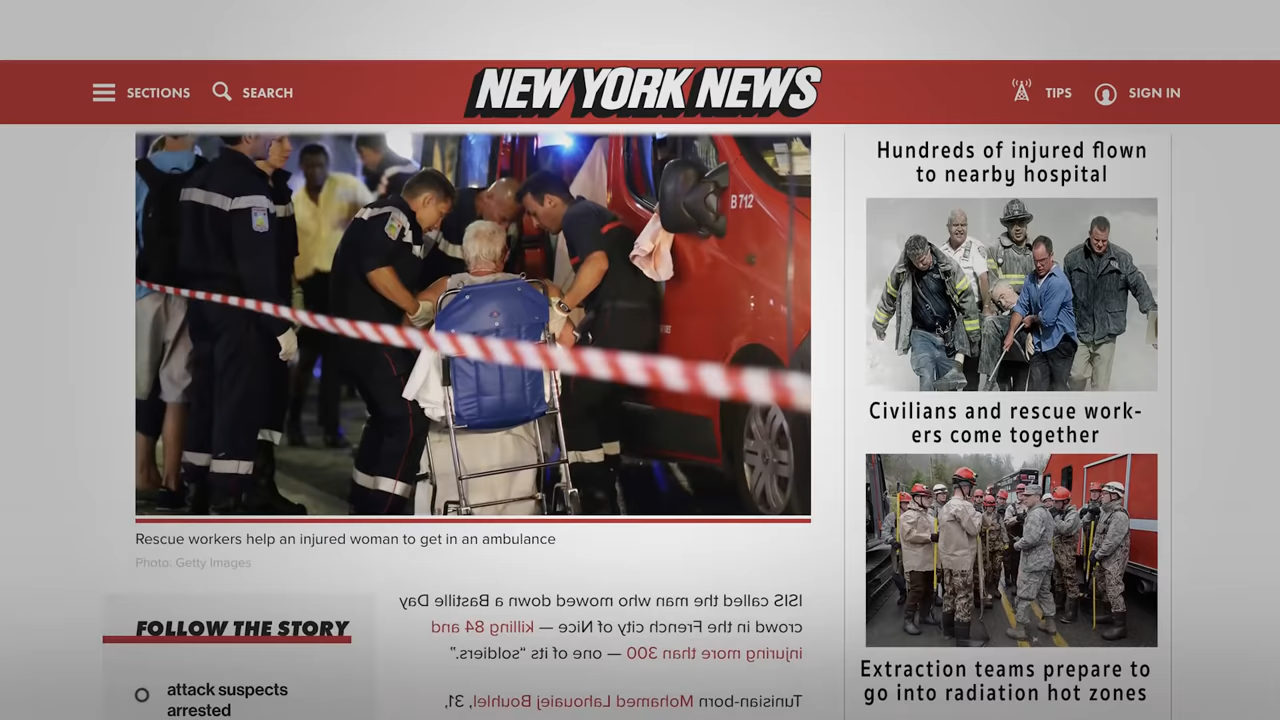 SECTIONS
SEARCH
NEW YORK NEWS
TIPS
SIGN IN
B 712
Rescue workers help an injured woman to get in an ambulance
Photo: Getty Images
FOLLOW THE STORY
attack suspects
arrested
ISIS called the man who mowed down a Bastille Day
crowd in the French city of Nice — killing 84 and
injuring more than 300 — one of its “soldiers.”
Tunisian-born Mohamed Lahouaiej Bouhlel, 31,
Hundreds of injured flown
to nearby hospital
Civilians and rescue work-
ers come together
Extraction teams prepare to
go into radiation hot zones